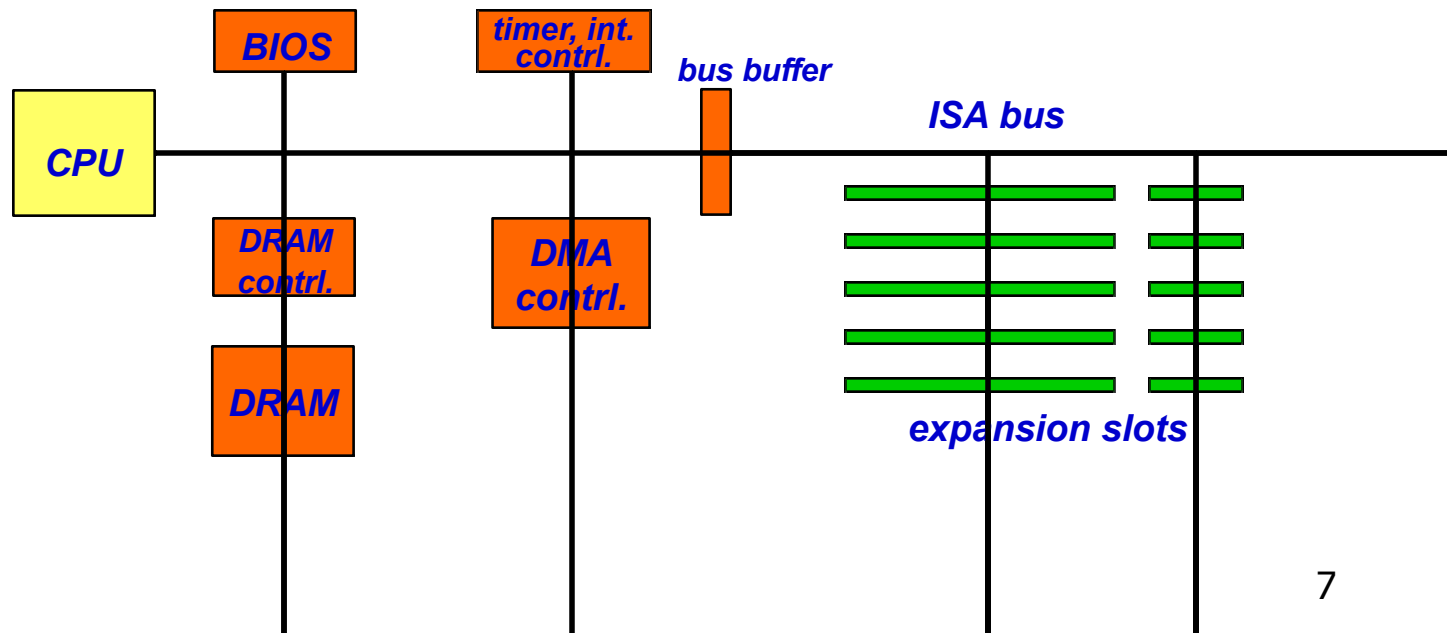 BIOS
timer, int.
contrl.
bus buffer
ISA bus
CPU
DRAM
contrl.
DMA
contrl.
DRAM
expansion slots
7